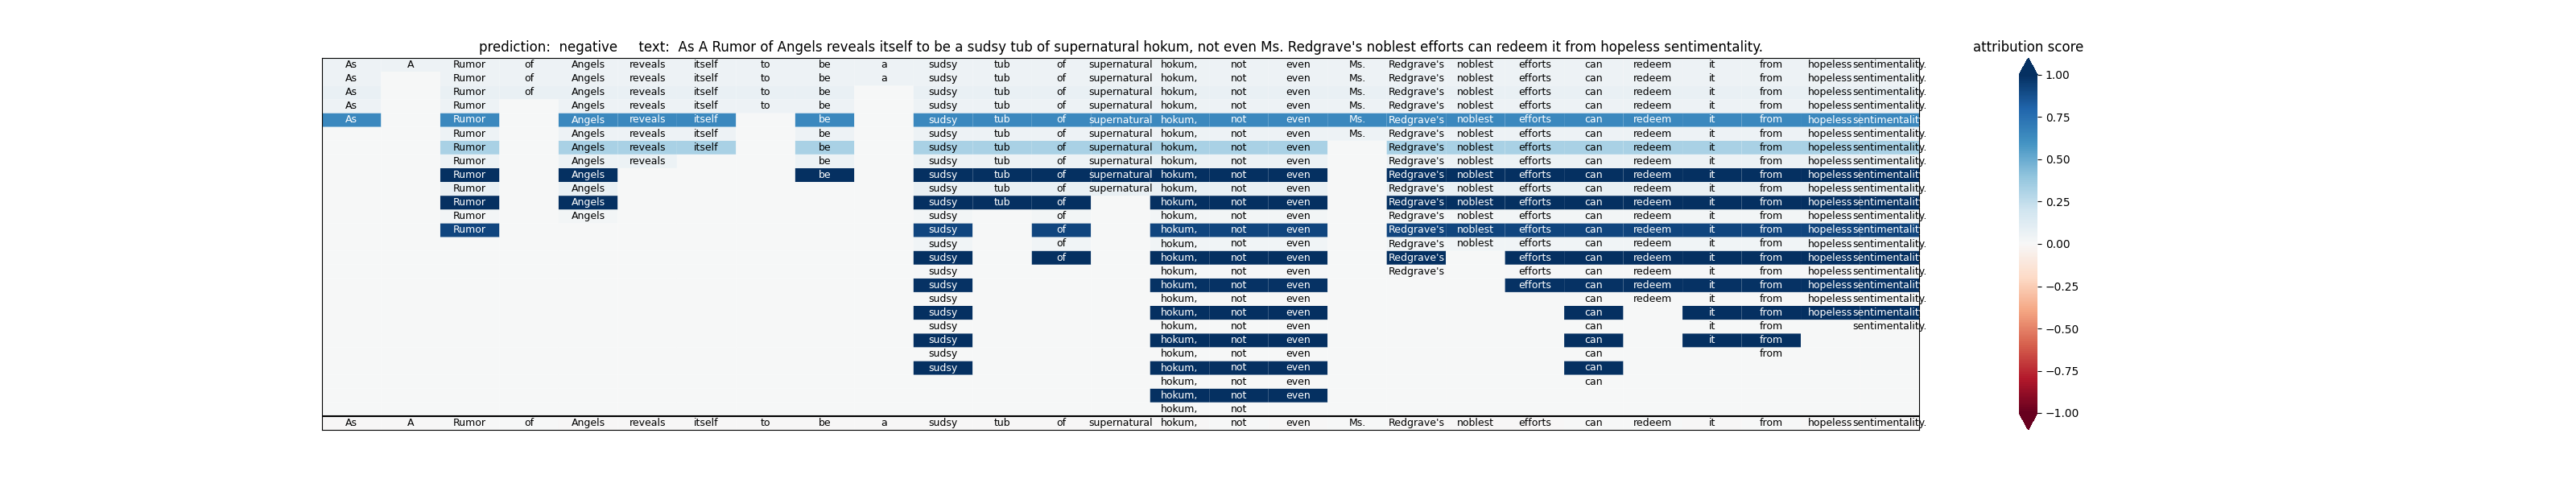 prediction: negative text: As A Rumor of Angels reveals itself to be a sudsy tub of supernatural hokum, not even Ms. Redgrave's noblest efforts can redeem it from hopeless sentimentality.
attribution score
As A Rumor of Angels reveals itself to be a sudsy tub of supernatural hokum, not even Ms. Redgrave's noblest efforts can redeem it from hopeless sentimentality.
As Rumor of Angels reveals itself to be a sudsy tub of supernatural hokum, not even Ms. Redgrave's noblest efforts can redeem it from hopeless sentimentality.
As Rumor of Angels reveals itself to be sudsy tub of supernatural hokum, not even Ms. Redgrave's noblest efforts can redeem it from hopeless sentimentality.
As Rumor Angels reveals itself to be sudsy tub of supernatural hokum, not even Ms. Redgrave's noblest efforts can redeem it from hopeless sentimentality.
As Rumor Angels reveals itself be sudsy tub of supernatural hokum, not even Ms. Redgrave's noblest efforts can redeem it from hopeless sentimentality.
Rumor Angels reveals itself be sudsy tub of supernatural hokum, not even Ms. Redgrave's noblest efforts can redeem it from hopeless sentimentality.
Rumor Angels reveals itself be sudsy tub of supernatural hokum, not even Redgrave's noblest efforts can redeem it from hopeless sentimentality.
Rumor Angels reveals be sudsy tub of supernatural hokum, not even Redgrave's noblest efforts can redeem it from hopeless sentimentality.
Rumor Angels be sudsy tub of supernatural hokum, not even Redgrave's noblest efforts can redeem it from hopeless sentimentality.
Rumor Angels sudsy tub of supernatural hokum, not even Redgrave's noblest efforts can redeem it from hopeless sentimentality.
Rumor Angels sudsy tub of hokum, not even Redgrave's noblest efforts can redeem it from hopeless sentimentality.
Rumor Angels sudsy of hokum, not even Redgrave's noblest efforts can redeem it from hopeless sentimentality.
Rumor sudsy of hokum, not even Redgrave's noblest efforts can redeem it from hopeless sentimentality.
sudsy of hokum, not even Redgrave's noblest efforts can redeem it from hopeless sentimentality.
sudsy of hokum, not even Redgrave's efforts can redeem it from hopeless sentimentality.
sudsy hokum, not even Redgrave's efforts can redeem it from hopeless sentimentality.
sudsy hokum, not even efforts can redeem it from hopeless sentimentality.
sudsy hokum, not even can redeem it from hopeless sentimentality.
sudsy hokum, not even can it from hopeless sentimentality.
sudsy hokum, not even can it from sentimentality.
sudsy hokum, not even can it from
sudsy hokum, not even can from
sudsy hokum, not even can
hokum, not even can
hokum, not even
hokum, not
As A Rumor of Angels reveals itself to be a sudsy tub of supernatural hokum, not even Ms. Redgrave's noblest efforts can redeem it from hopeless sentimentality.
1.00
0.75
0.50
0.25
0.00
−0.25
−0.50
−0.75
−1.00